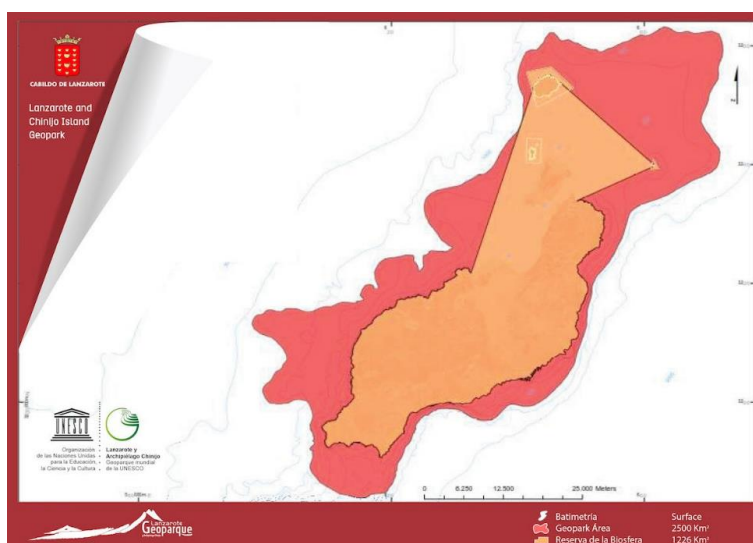 CABILDO DE LANZAROTE
Lanzarote and
Chinijo Island
Geopark
UNESCO
Organización
de las Naciones Unidas
para la Educación
la Ciencia y la Cultura
Lanzarote y
Archipiélago Chinijo
Geoparque mundial
de la UNESCO
0 6.250 12.500 25.000 Meters
Lanzarote
Geoparque
Batimetría Surface
Geopark Área 2500 Km²
Reserva de la Biosfera 1226 Km²